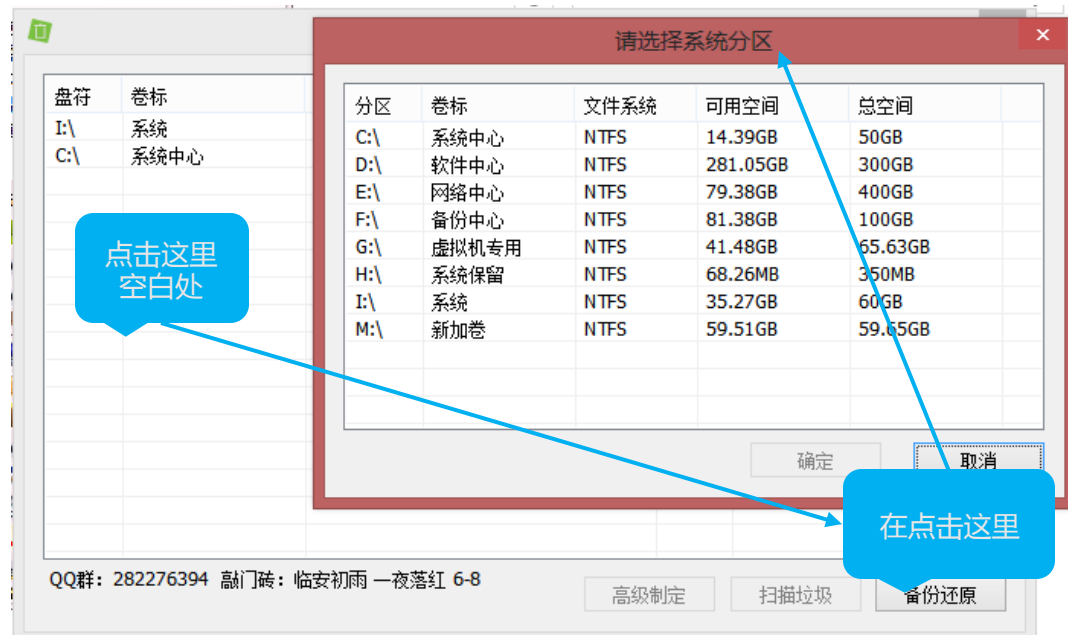 请选择系统分区
盘符 卷标
I:\ 系统
C:\ 系统中心
分区 卷标 文件系统 可用空间 总空间
C:\ 系统中心 NTFS 14.39GB 50GB
D:\ 软件中心 NTFS 281.05GB 300GB
E:\ 网络中心 NTFS 79.38GB 400GB
F:\ 备份中心 NTFS 81.38GB 100GB
G:\ 虚拟机专用 NTFS 41.48GB 65.63GB
H:\ 系统保留 NTFS 68.26MB 350MB
I:\ 系统 NTFS 35.27GB 60GB
M:\ 新加卷 NTFS 59.51GB 59.65GB
点击这里
空白处
确定 取消
在点击这里
QQ群：282276394 敲门砖：临安初雨 一夜落红 6-8
高级制定 扫描垃圾 备份还原